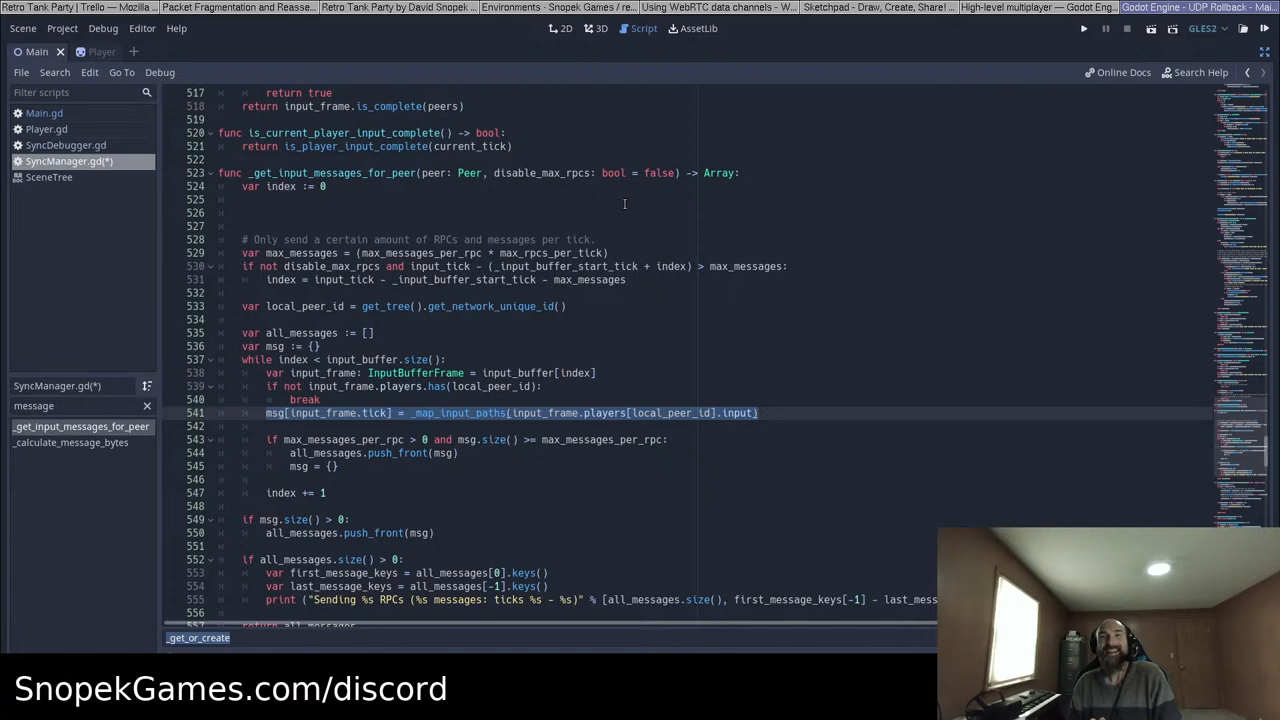 Retro Tank Party | Trello — Mozilla ...
Packet Fragmentation and Reasse...
Retro Tank Party by David Snopek ...
Environments · Snopek Games / re...
Using WebRTC data channels - W...
Sketchpad - Draw, Create, Share! ...
High-level multiplayer — Godot Eng...
Godot Engine - UDP Rollback - Mai...
Scene Project Debug Editor Help
2D 3D Script AssetLib
GLES2
Main Player
File Search Edit Go To Debug
Online Docs Search Help
Filter scripts
Main.gd
Player.gd
SyncDebugger.gd
SyncManager.gd(*)
SceneTree
SyncManager.gd(*)
message
_get_input_messages_for_peer
_calculate_message_bytes
517 return true
518 return input_frame.is_complete(peers)
519
520 func is_current_player_input_complete() -> bool:
521 return is_player_input_complete(current_tick)
522
523 func _get_input_messages_for_peer(peer: Peer, disable_max_rpcs: bool = false) -> Array:
524 var index := 0
525
526
527
528 # Only send a certain amount of RPCs and messages per tick.
529 var max_messages = (max_messages_per_rpc * max_rpcs_per_tick)
530 if not disable_max_rpcs and input_tick - (_input_buffer_start_tick + index) > max_messages:
531 index = input_tick - _input_buffer_start_tick - max_messages
532
533 var local_peer_id = get_tree().get_network_unique_id()
534
535 var all_messages := []
536 var msg := {}
537 while index < input_buffer.size():
538 var input_frame: InputBufferFrame = input_buffer[index]
539 if not input_frame.players.has(local_peer_id):
540 break
541 msg[input_frame.tick] = _map_input_paths(input_frame.players[local_peer_id].input)
542
543 if max_messages_per_rpc > 0 and msg.size() >= max_messages_per_rpc:
544 all_messages.push_front(msg)
545 msg = {}
546
547 index += 1
548
549 if msg.size() > 0:
550 all_messages.push_front(msg)
551
552 if all_messages.size() > 0:
553 var first_message_keys = all_messages[0].keys()
554 var last_message_keys = all_messages[-1].keys()
555 print ("Sending %s RPCs (%s messages: ticks %s - %s)" % [all_messages.size(), first_message_keys[-1] - last_me
556
return all_messages
_get_or_create
SnopekGames.com/discord